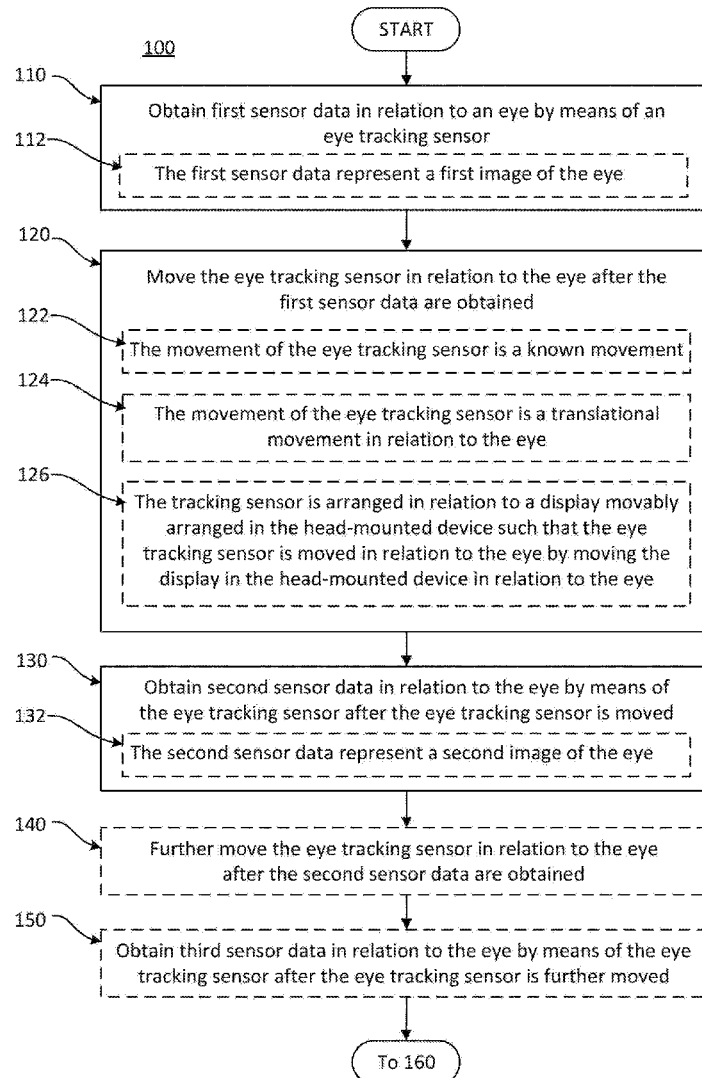 START
100
110
Obtain first sensor data in relation to an eye by means of an
eye tracking sensor
112
The first sensor data represent a first image of the eye
120
Move the eye tracking sensor in relation to the eye after the
first sensor data are obtained
122
The movement of the eye tracking sensor is a known movement
124
The movement of the eye tracking sensor is a translational
movement in relation to the eye
126
The tracking sensor is arranged in relation to a display movably
arranged in the head-mounted device such that the eye
tracking sensor is moved in relation to the eye by moving the
display in the head-mounted device in relation to the eye
130
Obtain second sensor data in relation to the eye by means of
the eye tracking sensor after the eye tracking sensor is moved
132
The second sensor data represent a second image of the eye
140
Further move the eye tracking sensor in relation to the eye
after the second sensor data are obtained
150
Obtain third sensor data in relation to the eye by means of the eye
tracking sensor after the eye tracking sensor is further moved
To 160